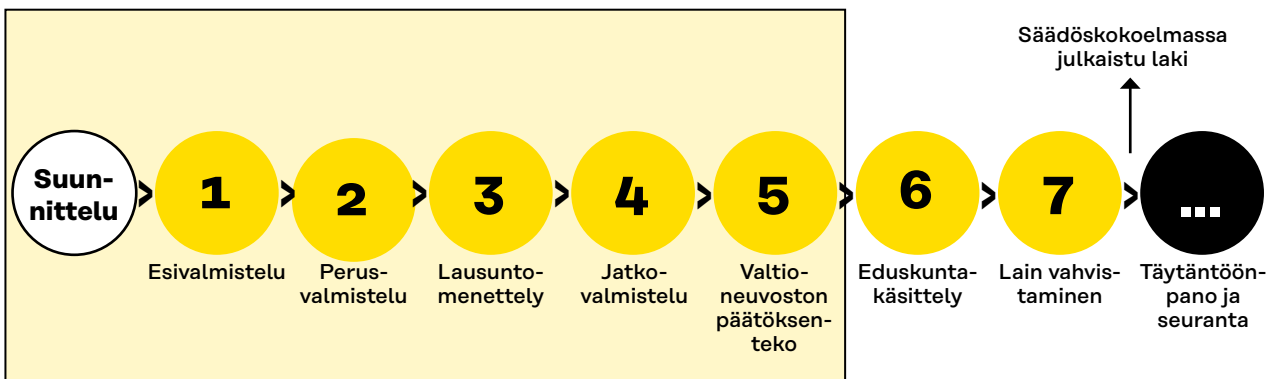 Säädöskokoelmassa
julkaistu laki
Suun-
nittelu
1
2
3
4
5
6
7
...
Esivalmistelu
Perus-
valmistelu
Lausunto-
menettely
Jatko-
valmistelu
Valtio-
neuvoston
päätöksen-
teko
Eduskunta-
käsittely
Lain vahvis-
taminen
Täytäntöön-
pano ja
seuranta